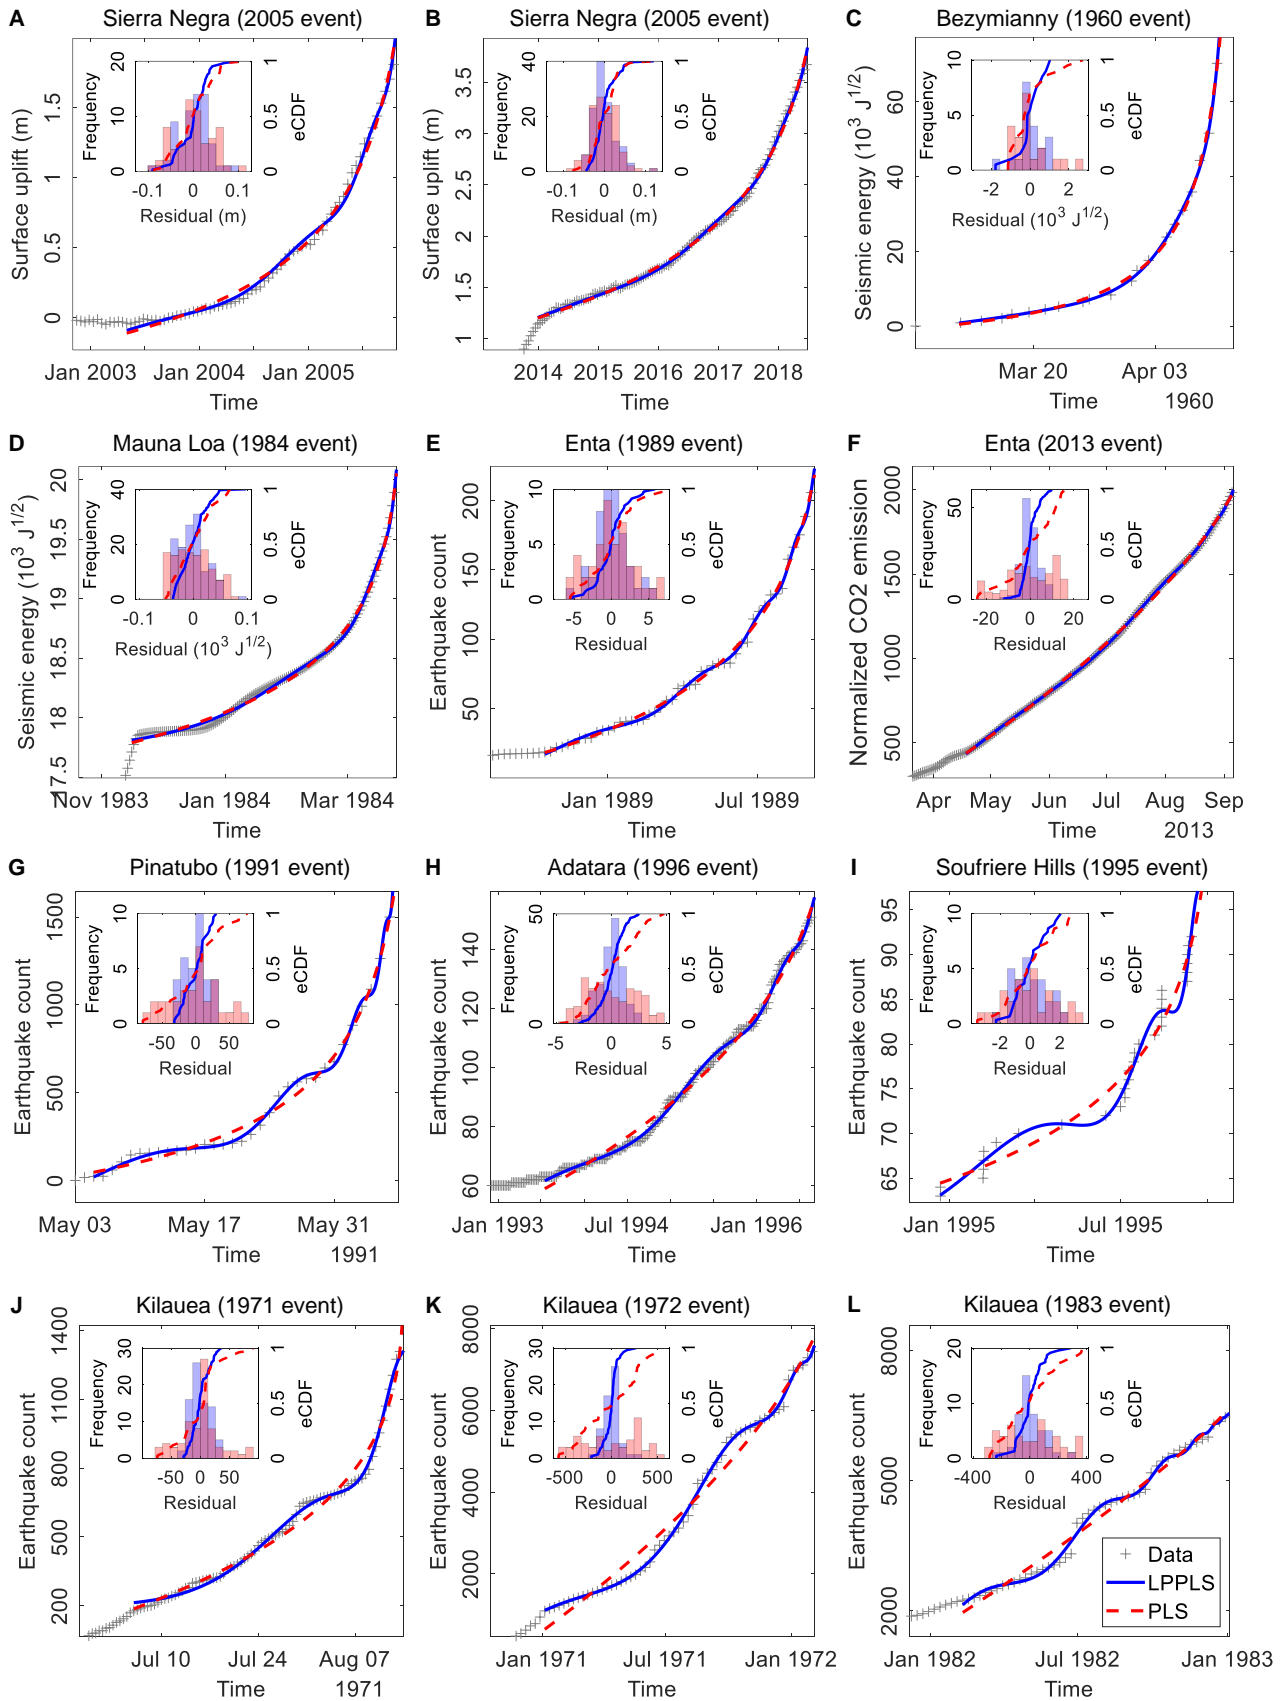 A Sierra Negra (2005 event)
Surface uplift (m)
0 0.5 1 1.5
Jan 2003 Jan 2004 Jan 2005
Time
Frequency
0 10 20
eCDF
0 0.5 1
-0.1 0 0.1
Residual (m)
B Sierra Negra (2005 event)
Surface uplift (m)
1 1.5 2 2.5 3 3.5
2014 2015 2016 2017 2018
Time
Frequency
0 20 40
eCDF
0 0.5 1
-0.1 0 0.1
Residual (m)
C Bezymianny (1960 event)
Seismic energy (10³ J^1/2)
0 20 40 60
Mar 20 Apr 03
Time 1960
Frequency
0 5 10
eCDF
0 0.5 1
-2 0 2
Residual (10³ J^1/2)
D Mauna Loa (1984 event)
Seismic energy (10³ J^1/2)
17.5 18 18.5 19 19.5 20
Nov 1983 Jan 1984 Mar 1984
Time
Frequency
0 20 40
eCDF
0 0.5 1
-0.1 0 0.1
Residual (10³ J^1/2)
E Enta (1989 event)
Earthquake count
50 100 150 200
Jan 1989 Jul 1989
Time
Frequency
0 5 10
eCDF
0 0.5 1
-5 0 5
Residual
F Enta (2013 event)
Normalized CO2 emission
500 1000 1500 2000
Apr May Jun Jul Aug Sep
Time 2013
Frequency
0 50
eCDF
0 0.5 1
-20 0 20
Residual
G Pinatubo (1991 event)
Earthquake count
0 500 1000 1500
May 03 May 17 May 31
Time 1991
Frequency
0 5 10
eCDF
0 0.5 1
-50 0 50
Residual
H Adatara (1996 event)
Earthquake count
60 80 100 120 140
Jan 1993 Jul 1994 Jan 1996
Time
Frequency
0 50
eCDF
0 0.5 1
-5 0 5
Residual
I Soufriere Hills (1995 event)
Earthquake count
65 70 75 80 85 90 95
Jan 1995 Jul 1995
Time
Frequency
0 5 10
eCDF
0 0.5 1
-2 0 2
Residual
J Kilauea (1971 event)
Earthquake count
200 500 800 1100 1400
Jul 10 Jul 24 Aug 07
Time 1971
Frequency
0 10 20 30
eCDF
0 0.5 1
-50 0 50
Residual
K Kilauea (1972 event)
Earthquake count
2000 4000 6000 8000
Jan 1971 Jul 1971 Jan 1972
Time
Frequency
0 10 20 30
eCDF
0 0.5 1
-500 0 500
Residual
L Kilauea (1983 event)
Earthquake count
2000 5000 8000
Jan 1982 Jul 1982 Jan 1983
Time
Frequency
0 10 20
eCDF
0 0.5 1
-400 0 400
Residual
Data
LPPLS
PLS